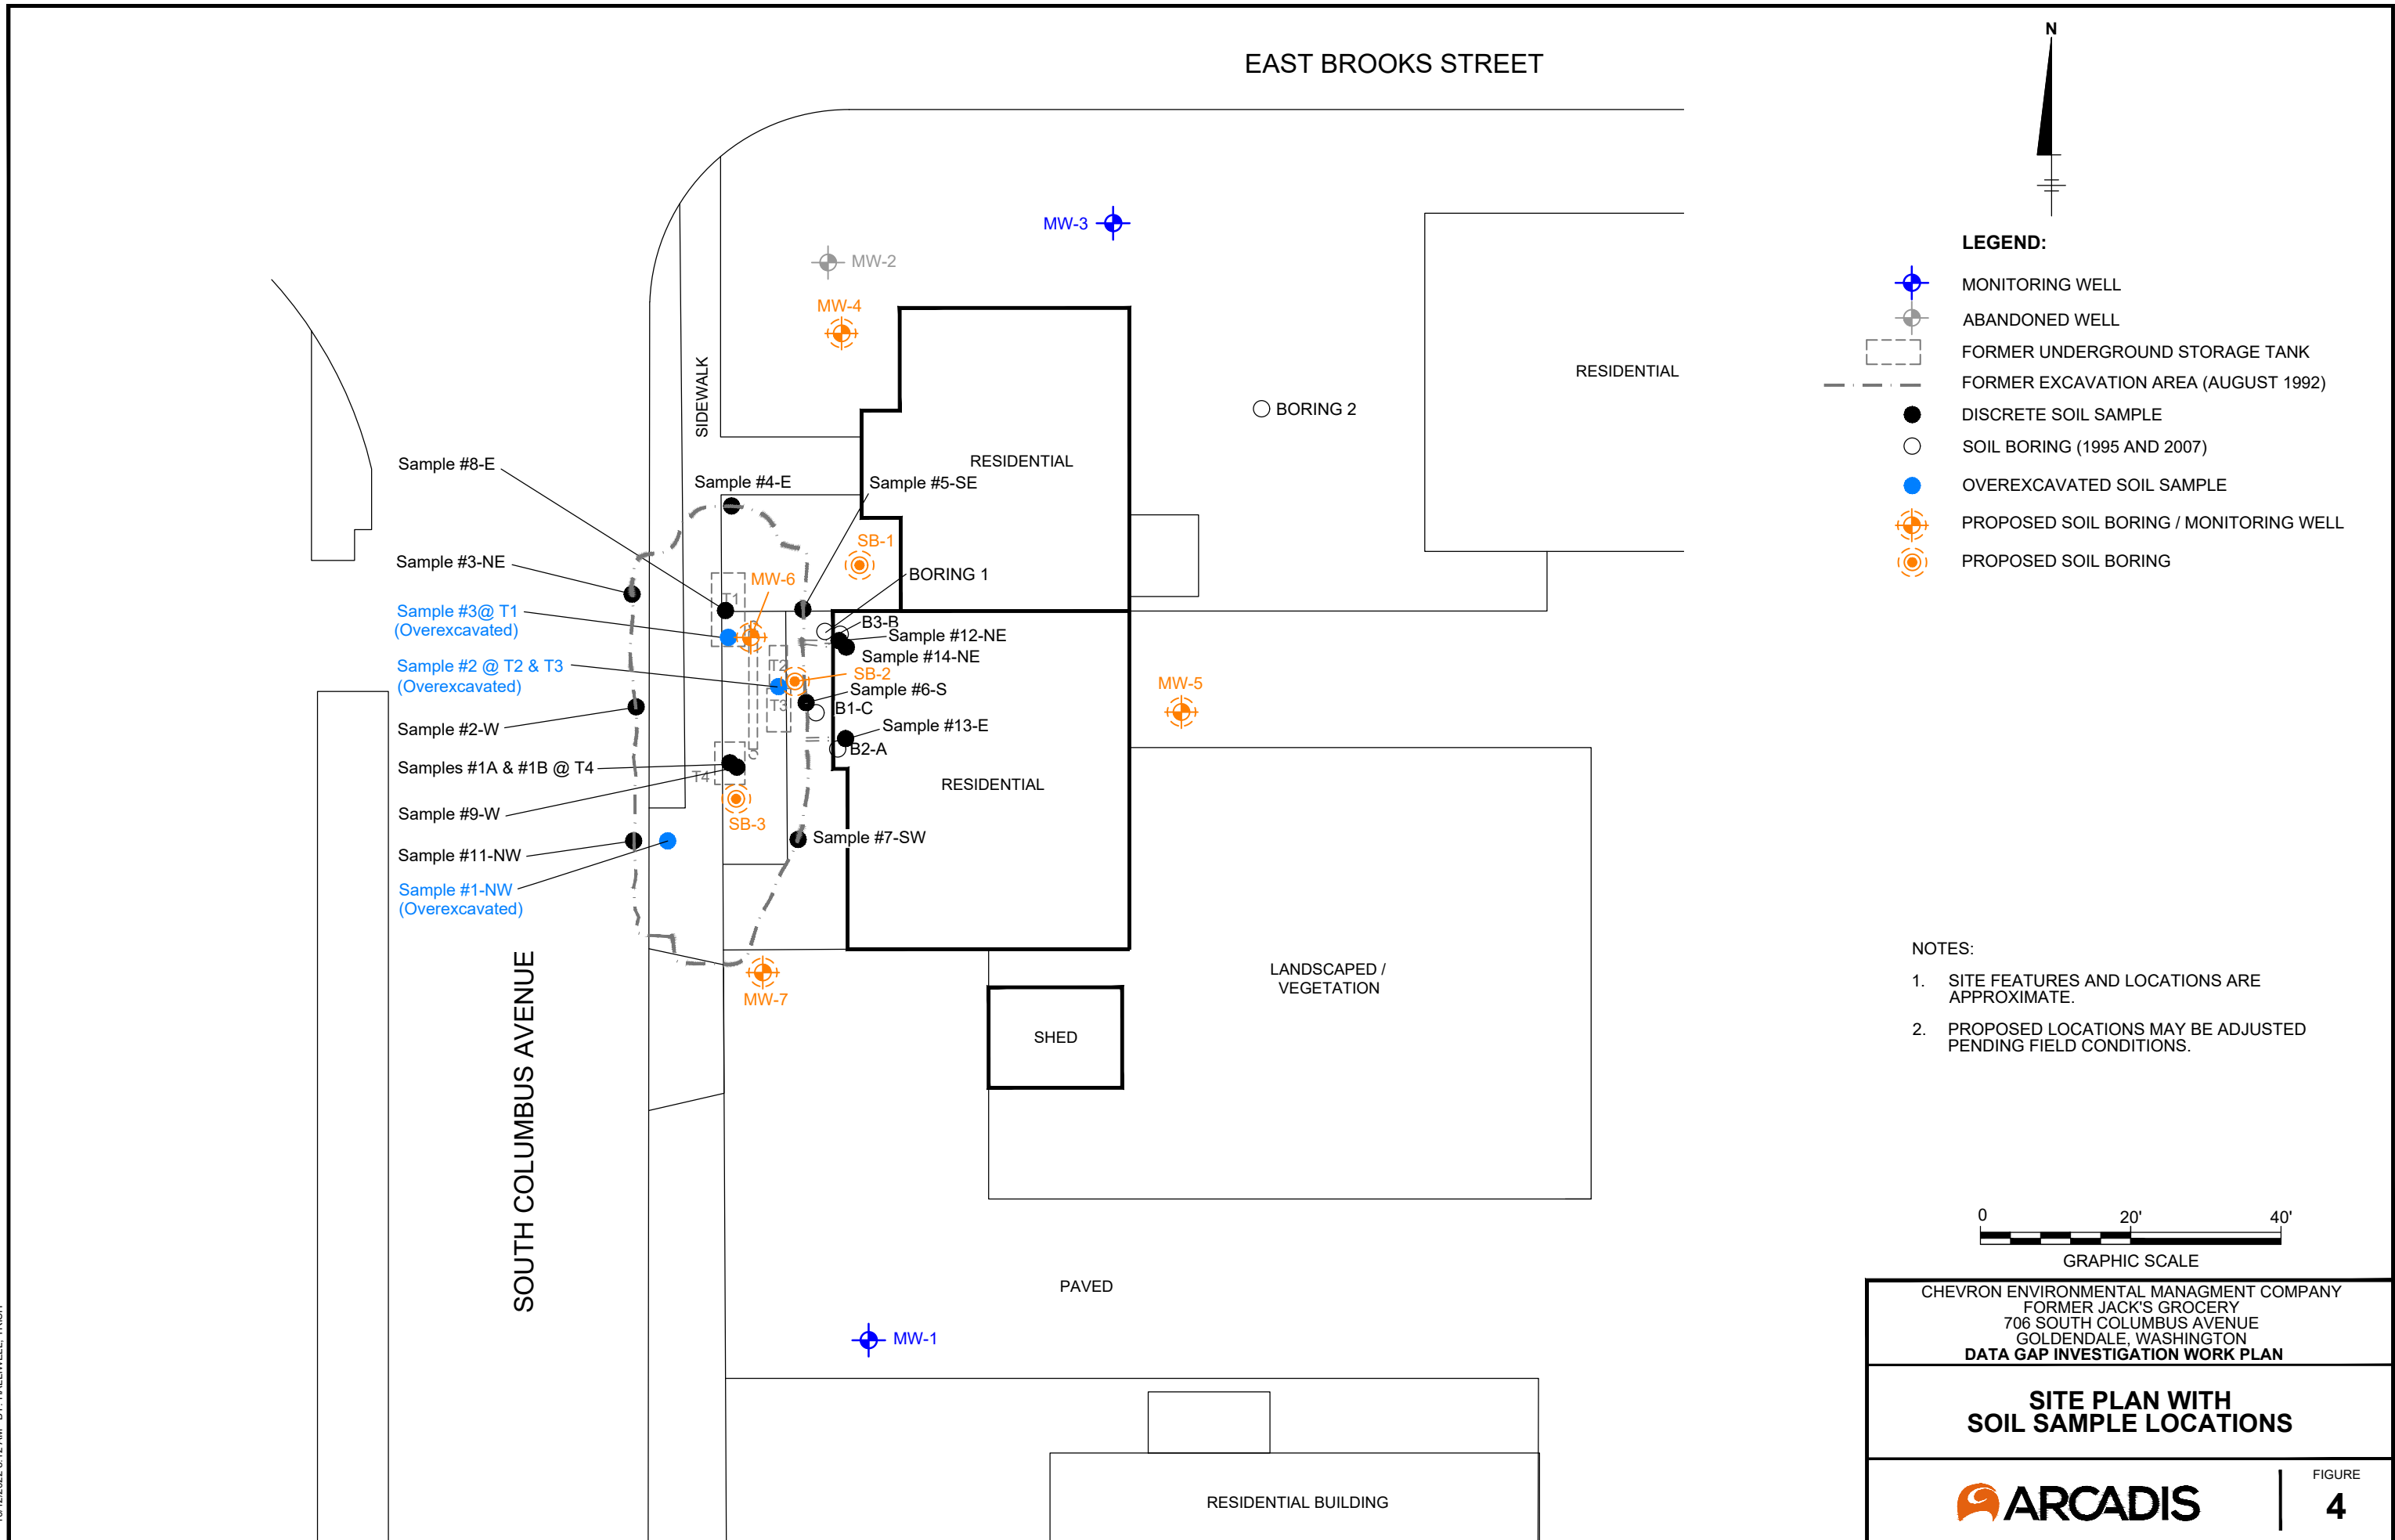 EAST BROOKS STREET
N
MW-3
MW-2
MW-4
SIDEWALK
RESIDENTIAL
BORING 2
RESIDENTIAL
Sample #8-E
Sample #4-E
Sample #5-SE
SB-1
Sample #3-NE
MW-6
BORING 1
T1
Sample #3@ T1
(Overexcavated)
B3-B
Sample #12-NE
Sample #14-NE
Sample #2 @ T2 & T3
(Overexcavated)
T2
SB-2
Sample #6-S
MW-5
T3
B1-C
Sample #2-W
Sample #13-E
B2-A
Samples #1A & #1B @ T4
T4
RESIDENTIAL
Sample #9-W
SB-3
Sample #7-SW
Sample #11-NW
Sample #1-NW
(Overexcavated)
SOUTH COLUMBUS AVENUE
MW-7
LANDSCAPED /
VEGETATION
SHED
PAVED
MW-1
RESIDENTIAL BUILDING
LEGEND:
MONITORING WELL
ABANDONED WELL
FORMER UNDERGROUND STORAGE TANK
FORMER EXCAVATION AREA (AUGUST 1992)
DISCRETE SOIL SAMPLE
SOIL BORING (1995 AND 2007)
OVEREXCAVATED SOIL SAMPLE
PROPOSED SOIL BORING / MONITORING WELL
PROPOSED SOIL BORING
NOTES:
1. SITE FEATURES AND LOCATIONS ARE
APPROXIMATE.
2. PROPOSED LOCATIONS MAY BE ADJUSTED
PENDING FIELD CONDITIONS.
0 20' 40'
GRAPHIC SCALE
CHEVRON ENVIRONMENTAL MANAGMENT COMPANY
FORMER JACK'S GROCERY
706 SOUTH COLUMBUS AVENUE
GOLDENDALE, WASHINGTON
DATA GAP INVESTIGATION WORK PLAN
SITE PLAN WITH
SOIL SAMPLE LOCATIONS
ARCADIS
FIGURE
4